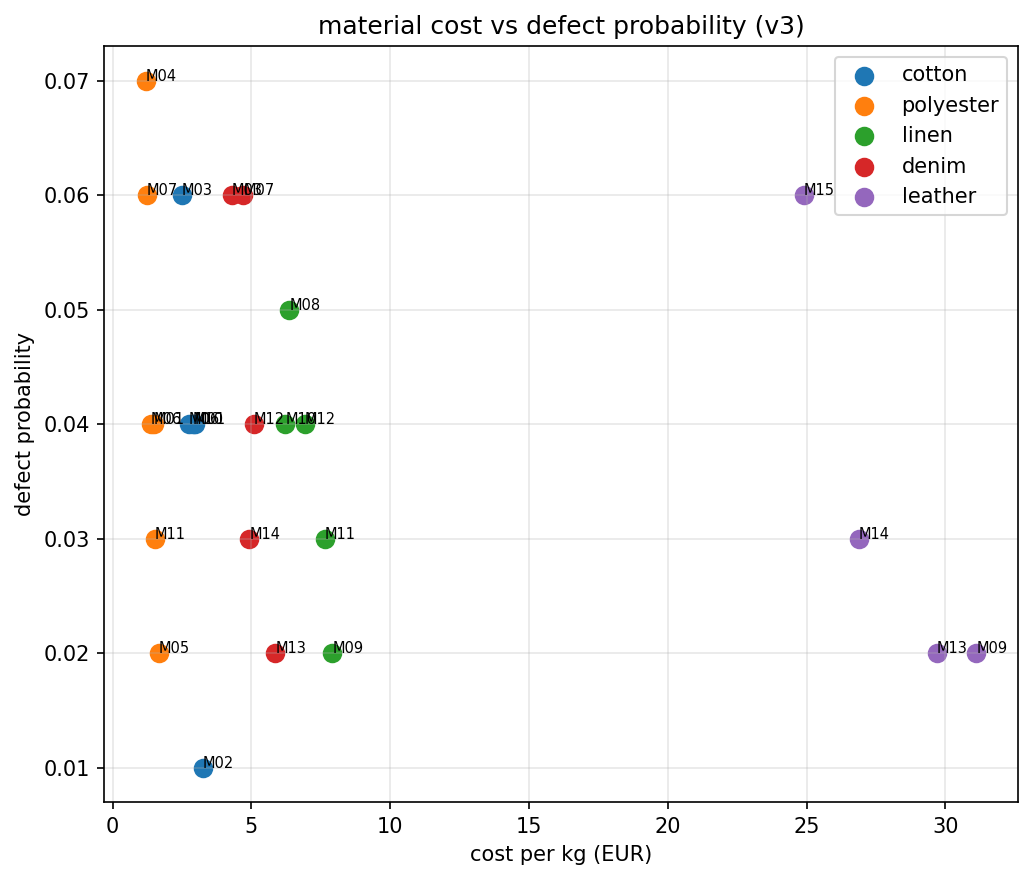 material cost vs defect probability (v3)
cotton
polyester
linen
denim
leather
defect probability
0.07
0.06
0.05
0.04
0.03
0.02
0.01
M04
M07
M03
M07
M15
M08
M12
M12
M11
M14
M11
M14
M05
M13
M09
M13
M09
M02
0
5
10
15
20
25
30
cost per kg (EUR)